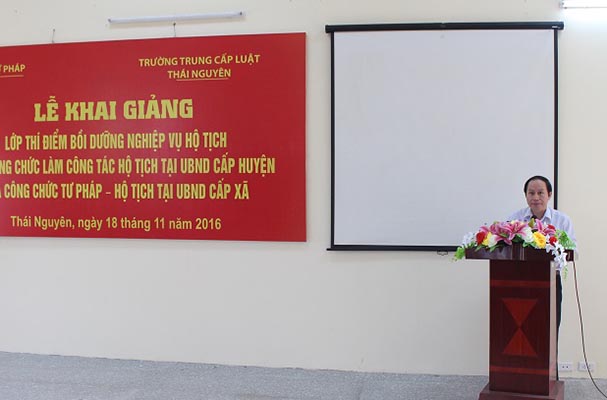 PHÁP
TRƯỜNG TRUNG CẤP LUẬT
THÁI NGUYÊN
LỄ KHAI GIẢNG
LỚP THÍ ĐIỂM BỒI DƯỠNG NGHIỆP VỤ HỘ TỊCH
CHỨC LÀM CÔNG TÁC HỘ TỊCH TẠI UBND CẤP HUYỆN
CÔNG CHỨC TƯ PHÁP – HỘ TỊCH TẠI UBND CẤP XÃ
Thái Nguyên, ngày 18 tháng 11 năm 2016